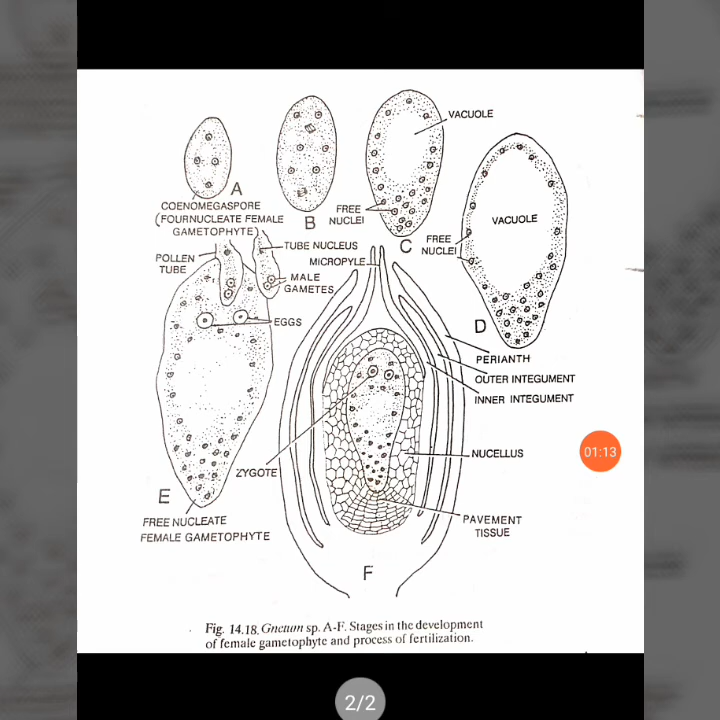 VACUOLE
A
COENOMEGASPORE
(FOURNUCLEATE FEMALE
GAMETOPHYTE)
B
FREE
NUCLEI
C
VACUOLE
FREE
NUCLEI
D
POLLEN
TUBE
TUBE NUCLEUS
MICROPYLE
MALE
GAMETES
EGGS
PERIANTH
OUTER INTEGUMENT
INNER INTEGUMENT
ZYGOTE
NUCELLUS
01:13
E
FREE NUCLEATE
FEMALE GAMETOPHYTE
PAVEMENT
TISSUE
F
Fig. 14.18. Gnetum sp. A-F. Stages in the development
of female gametophyte and process of fertilization.
2/2